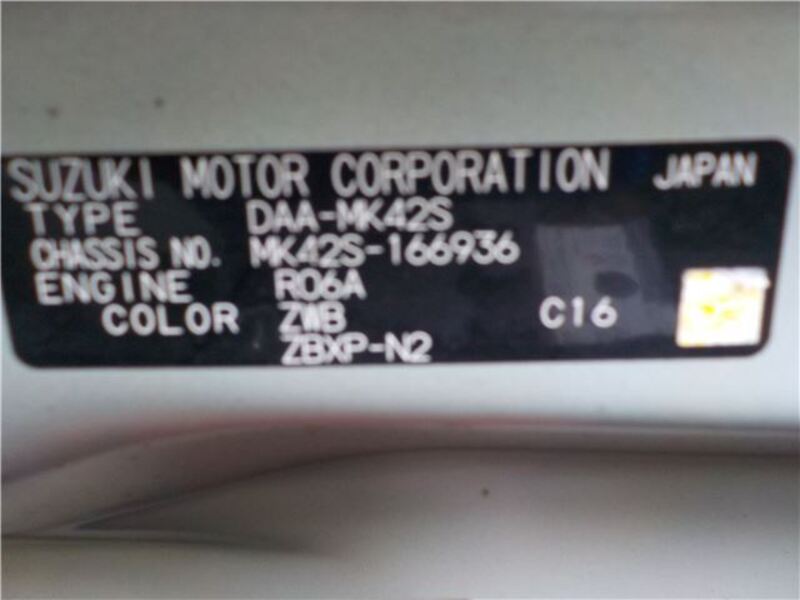 SUZUKI MOTOR CORPORATION JAPAN
TYPE DAA-MK42S
CHASSIS NO. MK42S-166936
ENGINE R06A
COLOR ZWB C16
ZBXP-N2